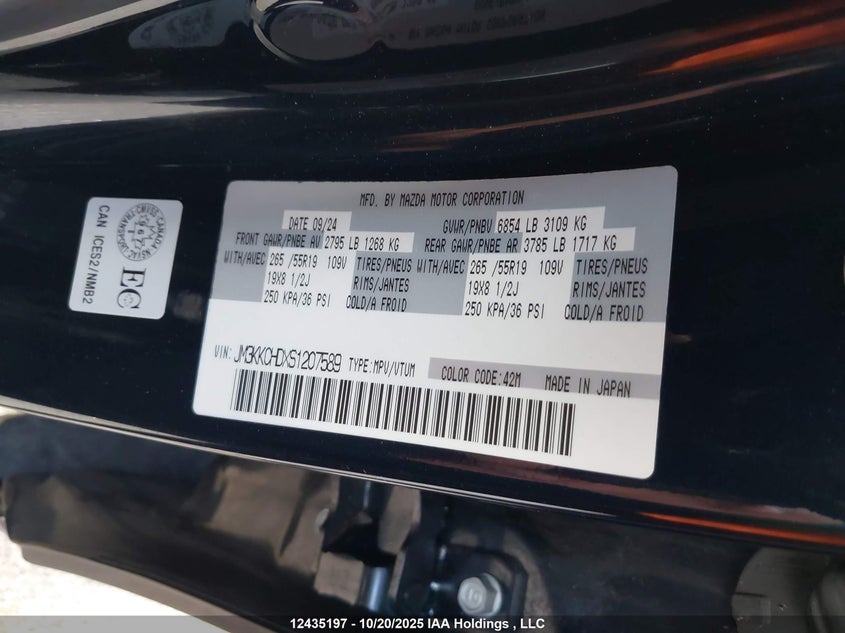 MFD. BY MAZDA MOTOR CORPORATION
DATE 09/24 GVWR/PNBV 6854 LB 3109 KG
FRONT GAWR/PNBE AV 2795 LB 1268 KG REAR GAWR/PNBE AR 3785 LB 1717 KG
WITH/AVEC 265 /55R19 109V TIRES/PNEUS WITH/AVEC 265 /55R19 109V TIRES/PNEUS
19X8 1/2J RIMS/JANTES 19X8 1/2J RIMS/JANTES
250 KPA/36 PSI COLD/A FROID 250 KPA/36 PSI COLD/A FROID
VIN: JM3KKCHDXS1207589 TYPE:MPV/VTUM COLOR CODE:42M MADE IN JAPAN
CAN ICES2/NMB2
EC
12435197 - 10/20/2025 IAA Holdings , LLC